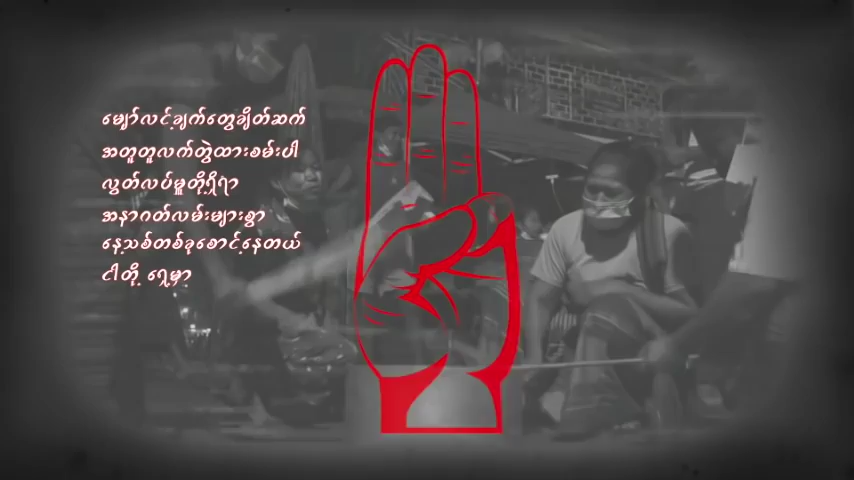 မျှော်လင့်ချက်တွေချိတ်ဆက်
အတူတူလက်တွဲထားစမ်းပါ
လွတ်လပ်မှုတို့ရှိရာ
အနာဂတ်လမ်းများစွာ
နေ့သစ်တစ်ခုစောင့်နေတယ်
ငါတို့ ရှေ့မှာ